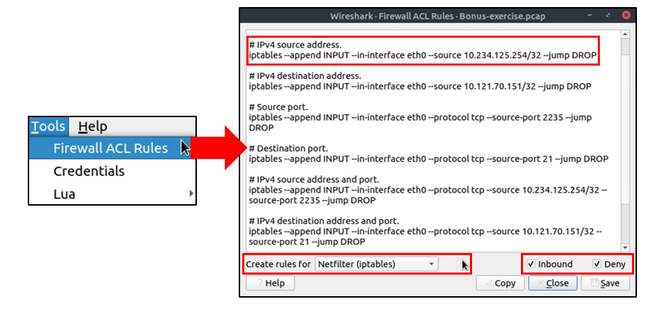 Wireshark · Firewall ACL Rules · Bonus-exercise.pcap
# IPv4 source address.
iptables --append INPUT --in-interface eth0 --source 10.234.125.254/32 --jump DROP
# IPv4 destination address.
iptables --append INPUT --in-interface eth0 --source 10.121.70.151/32 --jump DROP
# Source port.
iptables --append INPUT --in-interface eth0 --protocol tcp --source-port 2235 --jump
DROP
# Destination port.
iptables --append INPUT --in-interface eth0 --protocol tcp --source-port 21 --jump DROP
# IPv4 source address and port.
iptables --append INPUT --in-interface eth0 --protocol tcp --source 10.234.125.254/32 --
source-port 2235 --jump DROP
# IPv4 destination address and port.
iptables --append INPUT --in-interface eth0 --protocol tcp --source 10.121.70.151/32 --
source-port 21 --jump DROP
Tools Help
Firewall ACL Rules
Credentials
Lua
Create rules for Netfilter (iptables) Inbound Deny
Help Copy Close Save